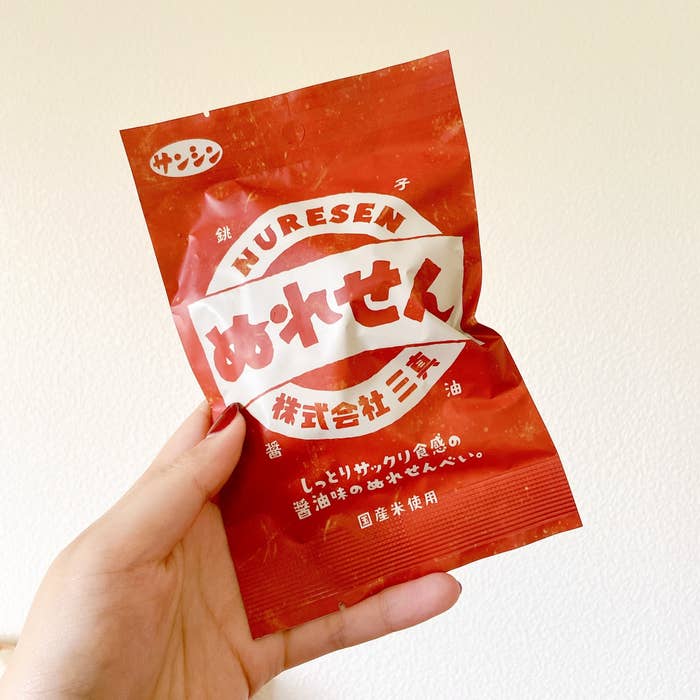 サンシン
銚子
NURESEN
ぬれせん
株式会社 三真
醤油
しっとりサックリ食感の
醤油味のぬれせんべい。
国産米使用